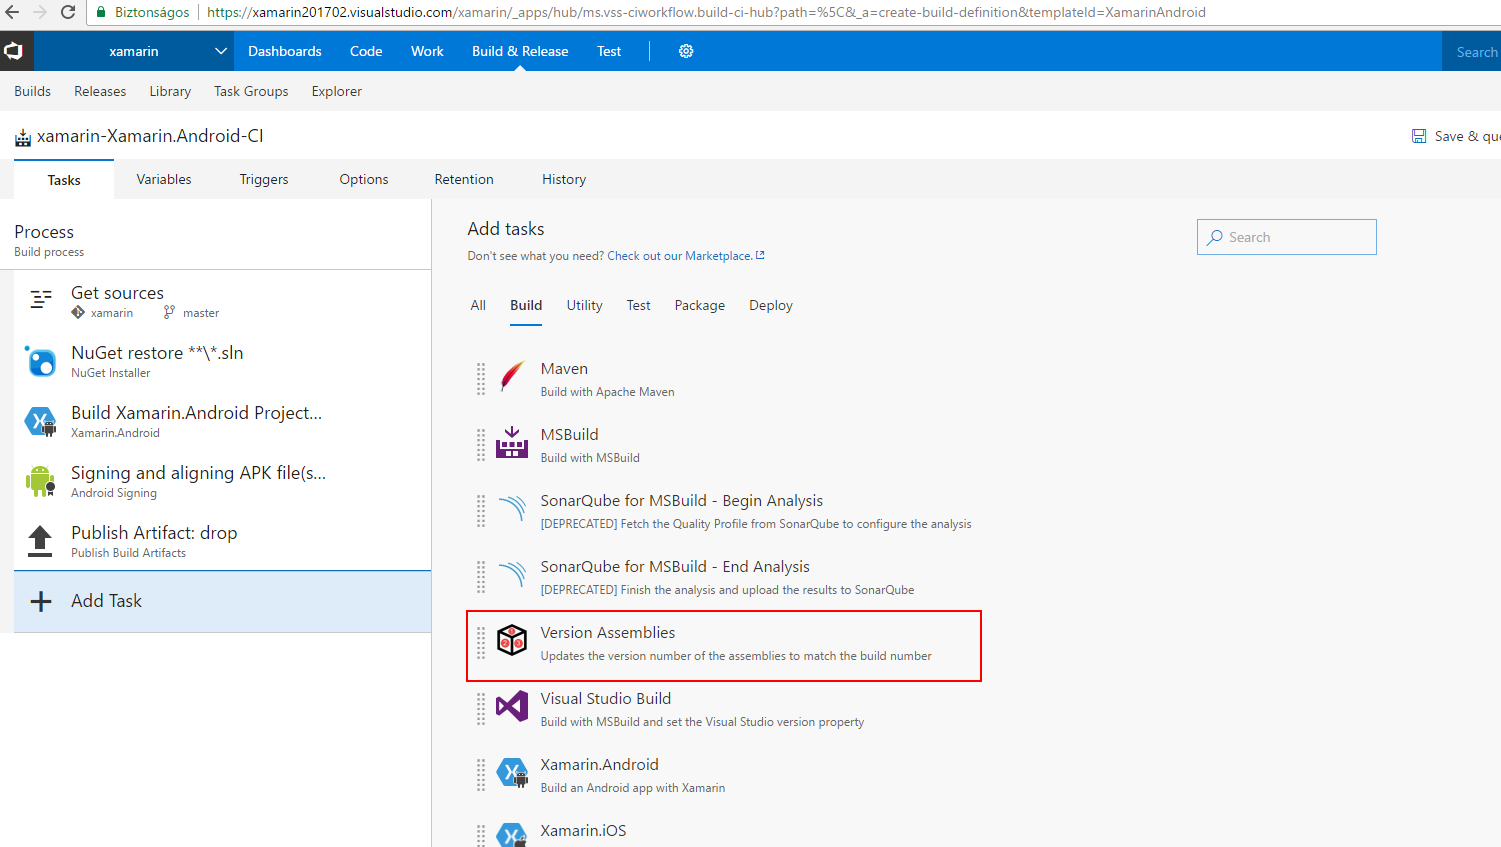 Biztonságos https://xamarin201702.visualstudio.com/xamarin/_apps/hub/ms.vss-ciworkflow.build-ci-hub?path=%5C&_a=create-build-definition&templateId=XamarinAndroid
xamarin Dashboards Code Work Build & Release Test Search
Builds Releases Library Task Groups Explorer
xamarin-Xamarin.Android-CI Save & que
Tasks Variables Triggers Options Retention History
Process
Build process
Get sources
xamarin master
NuGet restore **\*.sln
NuGet Installer
Build Xamarin.Android Project...
Xamarin.Android
Signing and aligning APK file(s...
Android Signing
Publish Artifact: drop
Publish Build Artifacts
Add Task
Add tasks
Search
Don't see what you need? Check out our Marketplace.
All Build Utility Test Package Deploy
Maven
Build with Apache Maven
MSBuild
Build with MSBuild
SonarQube for MSBuild - Begin Analysis
[DEPRECATED] Fetch the Quality Profile from SonarQube to configure the analysis
SonarQube for MSBuild - End Analysis
[DEPRECATED] Finish the analysis and upload the results to SonarQube
Version Assemblies
Updates the version number of the assemblies to match the build number
Visual Studio Build
Build with MSBuild and set the Visual Studio version property
Xamarin.Android
Build an Android app with Xamarin
Xamarin.iOS